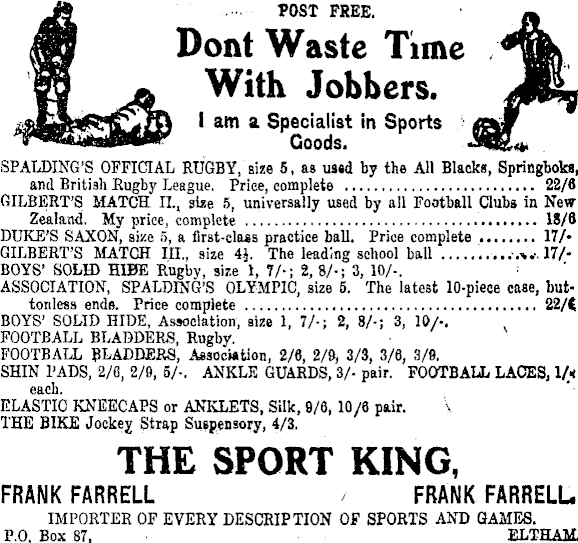 POST FREE.
Dont Waste Time
With Jobbers.
I am a Specialist in Sports
Goods.
SPALDING'S OFFICIAL RUGBY, size 5, as used by the All Blacks, Springboks,
and British Rugby League. Price, complete ........................... 22/6
GILBERT'S MATCH II., size 5, universally used by all Football Clubs in New
Zealand. My price, complete ........................................... 18/6
DUKE'S SAXON, size 5, a first-class practice ball. Price complete ........ 17/-
GILBERT'S MATCH III., size 4½. The leading school ball .............. 17/-
BOYS' SOLID HIDE Rugby, size 1, 7/-; 2, 8/-; 3, 10/-.
ASSOCIATION, SPALDING'S OLYMPIC, size 5. The latest 10-piece case, but-
tonless ends. Price complete ........................................... 22/6
BOYS' SOLID HIDE, Association, size 1, 7/-; 2, 8/-; 3, 10/-.
FOOTBALL BLADDERS, Rugby.
FOOTBALL BLADDERS, Association, 2/6, 2/9, 3/3, 3/6, 3/9.
SHIN PADS, 2/6, 2/9, 5/-. ANKLE GUARDS, 3/- pair. FOOTBALL LACES, 1/-
each.
ELASTIC KNEECAPS or ANKLETS, Silk, 9/6, 10/6 pair.
THE BIKE Jockey Strap Suspensory, 4/3.
THE SPORT KING,
FRANK FARRELL FRANK FARRELL.
IMPORTER OF EVERY DESCRIPTION OF SPORTS AND GAMES.
P.O. Box 87, ELTHAM